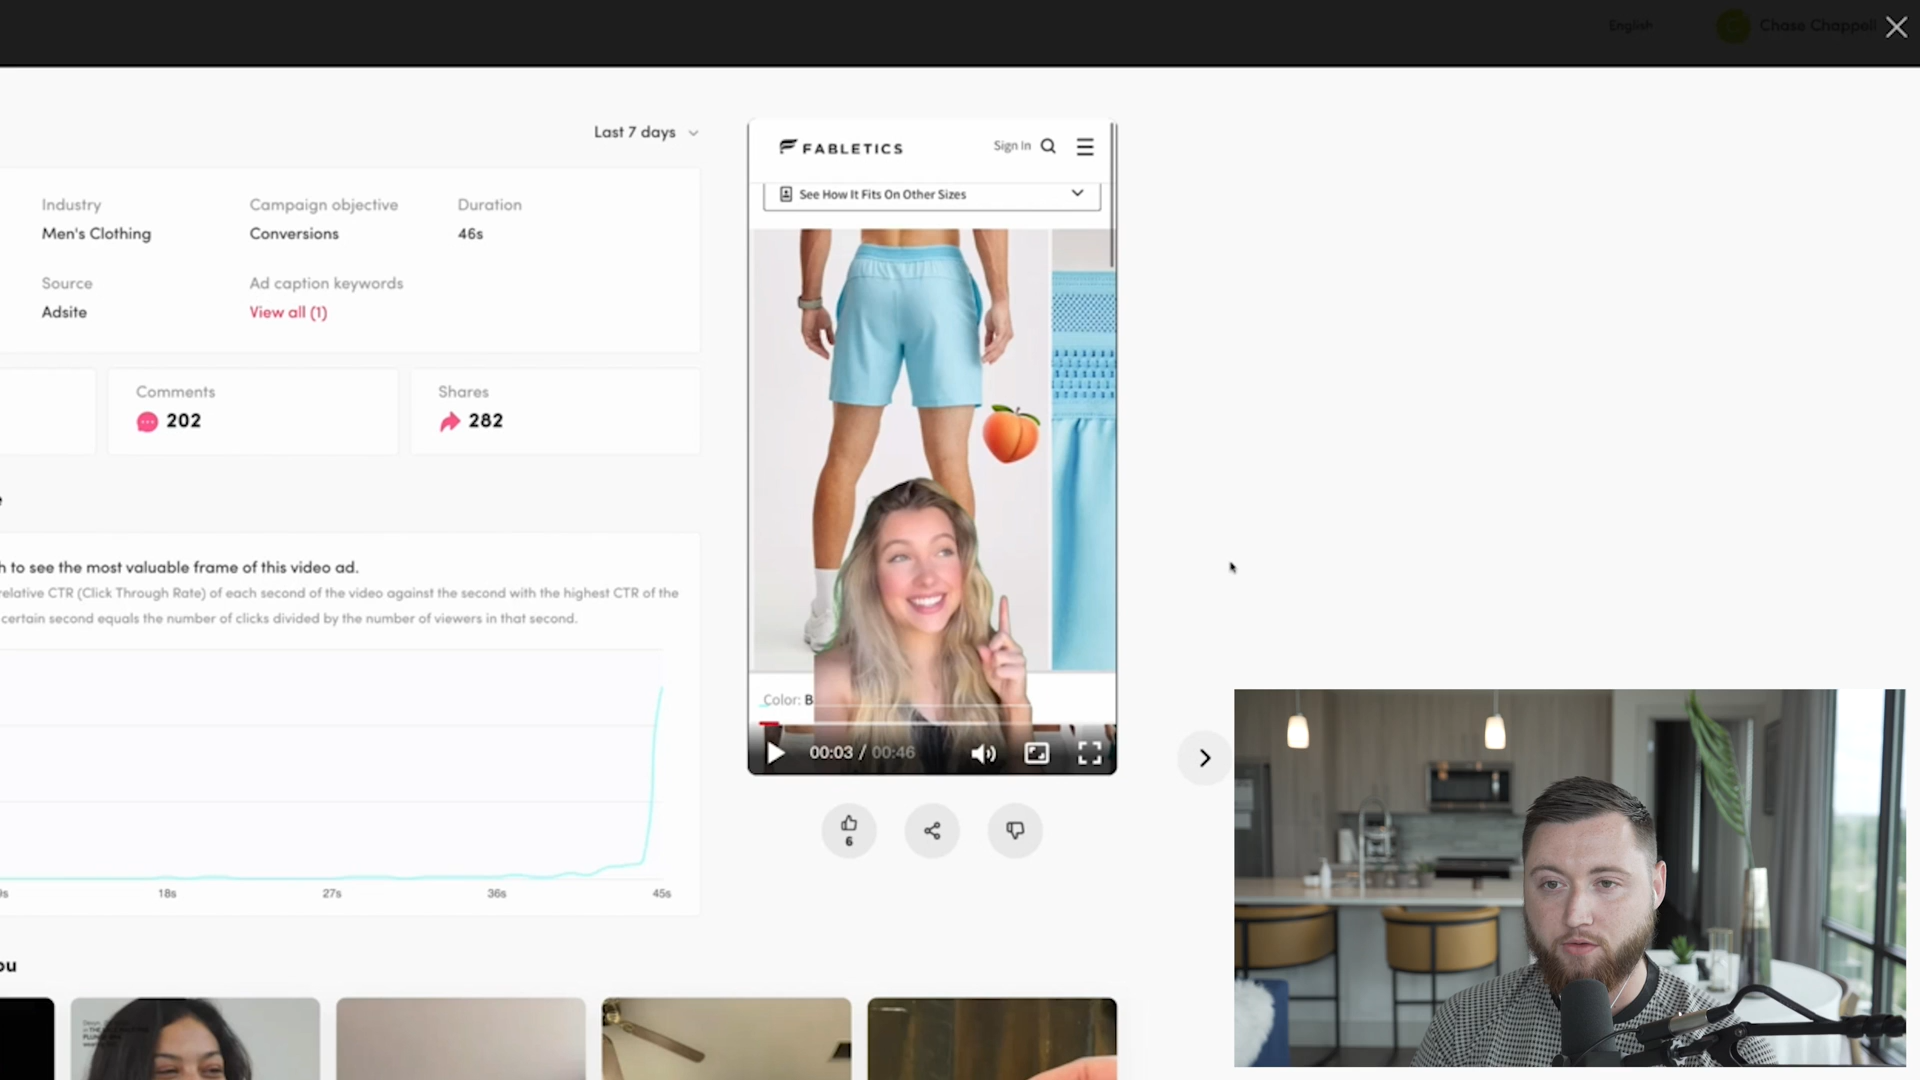 English
Chase Chappell
Last 7 days
FABLETICS
Sign In
See How It Fits On Other Sizes
Industry
Campaign objective
Duration
Men's Clothing
Conversions
46s
Source
Ad caption keywords
Adsite
View all (1)
Comments
202
Shares
282
h to see the most valuable frame of this video ad.
relative CTR (Click Through Rate) of each second of the video against the second with the highest CTR of the
certain second equals the number of clicks divided by the number of viewers in that second.
Color: B
00:03 / 00:46
6
18s
27s
36s
45s
ou